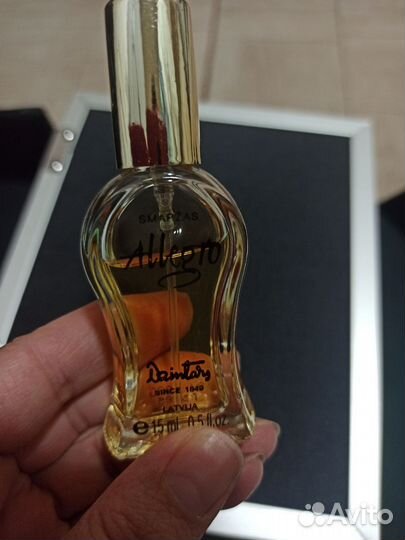 SMARŽAS
Allegro
Dzintars
SINCE 1849
LATVIJA
e 15 ml 0.5 fl.oz
Avito